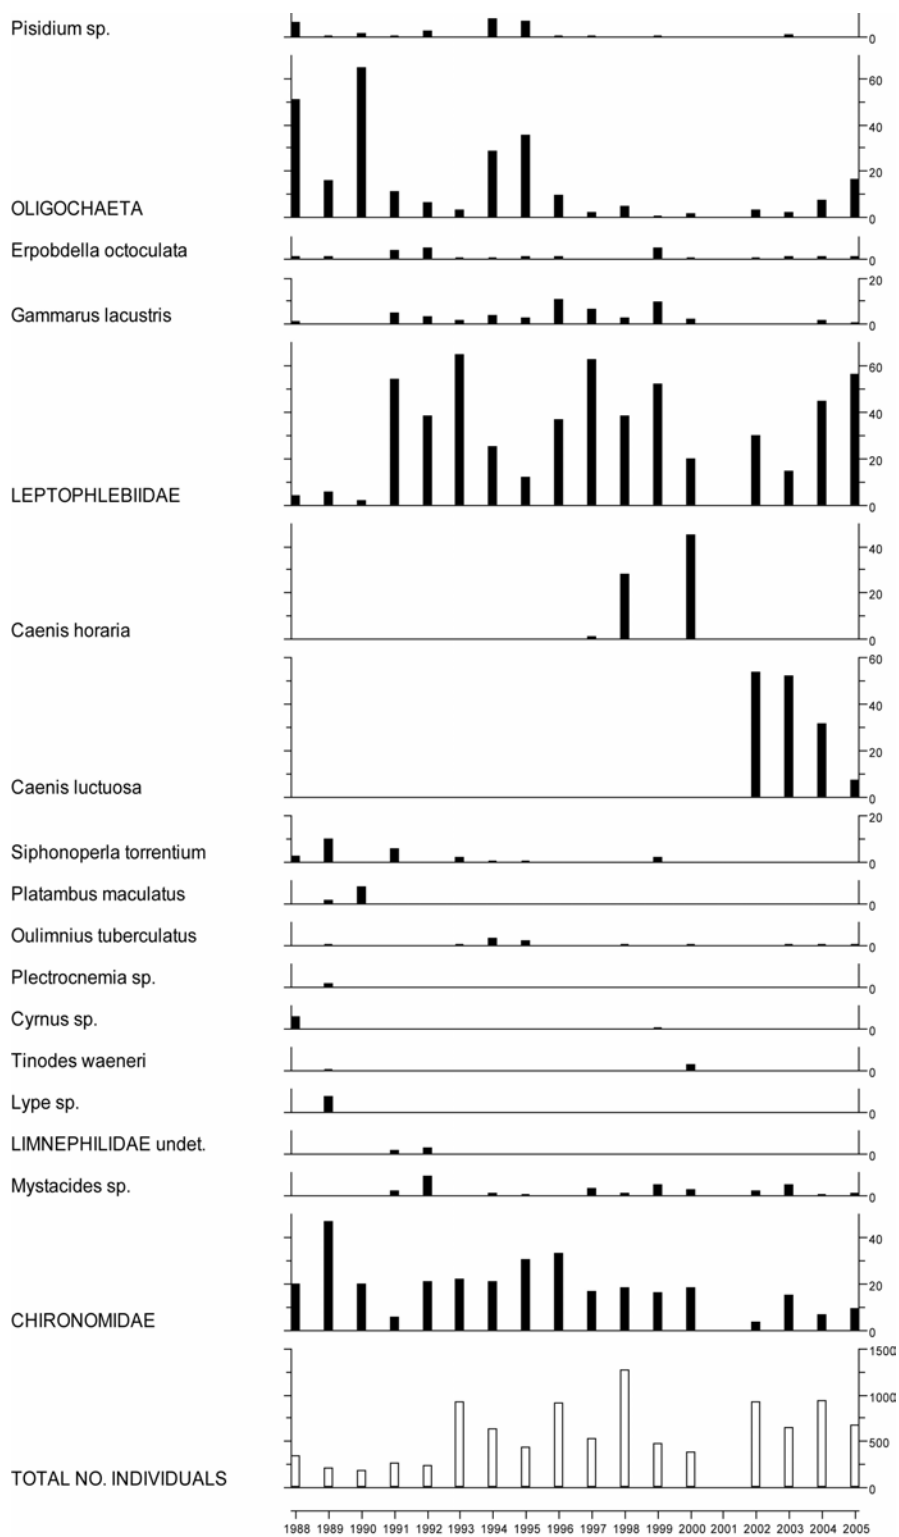 Pisidium sp.
0
60
40
20
OLIGOCHAETA
0
Erpobdella octoculata
0
20
Gammarus lacustris
0
60
40
20
LEPTOPHLEBIIDAE
0
40
20
Caenis horaria
0
60
40
20
Caenis luctuosa
0
20
Siphonoperla torrentium
0
Platambus maculatus
0
Oulimnius tuberculatus
0
Plectrocnemia sp.
0
Cyrnus sp.
0
Tinodes waeneri
0
Lype sp.
0
LIMNEPHILIDAE undet.
0
Mystacides sp.
0
40
20
CHIRONOMIDAE
0
1500
1000
500
TOTAL NO. INDIVIDUALS
0
1988 1989 1990 1991 1992 1993 1994 1995 1996 1997 1998 1999 2000 2001 2002 2003 2004 2005